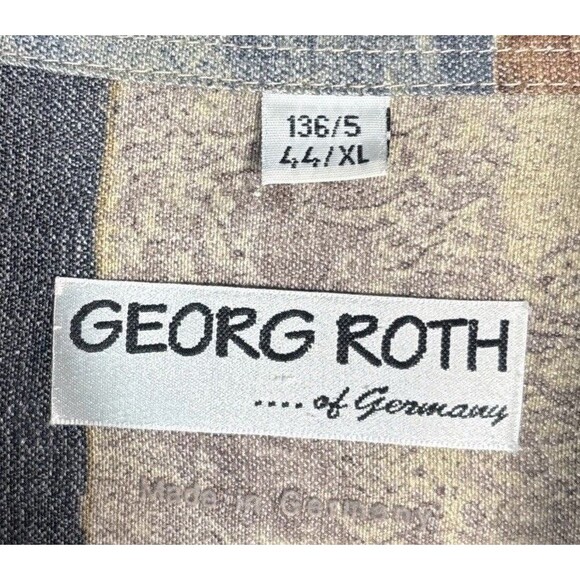 136/5
44/XL
GEORG ROTH
.... of Germany
Made in Germany